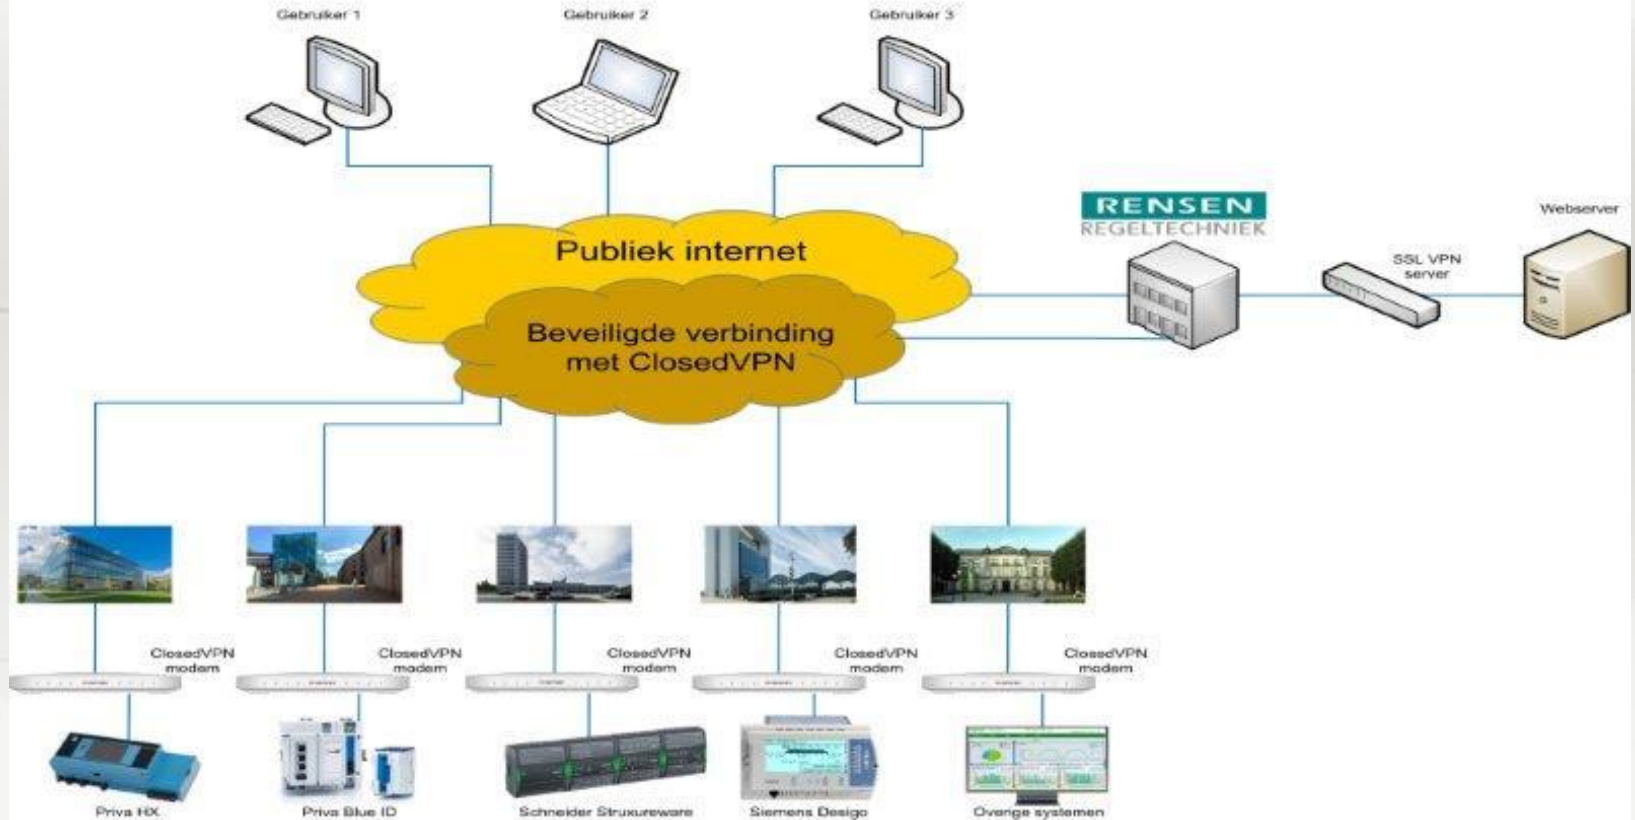 Gebruiker 1
Gebruiker 2
Gebruiker 3
Publiek internet
Beveiligde verbinding
met ClosedVPN
RENSEN
REGELTECHNIEK
SSL VPN
server
Webserver
ClosedVPN
modem
ClosedVPN
modem
ClosedVPN
modem
ClosedVPN
modem
ClosedVPN
modem
Priva HX
Priva Blue ID
Schneider Struxureware
Siemens Desigo
Overige systemen